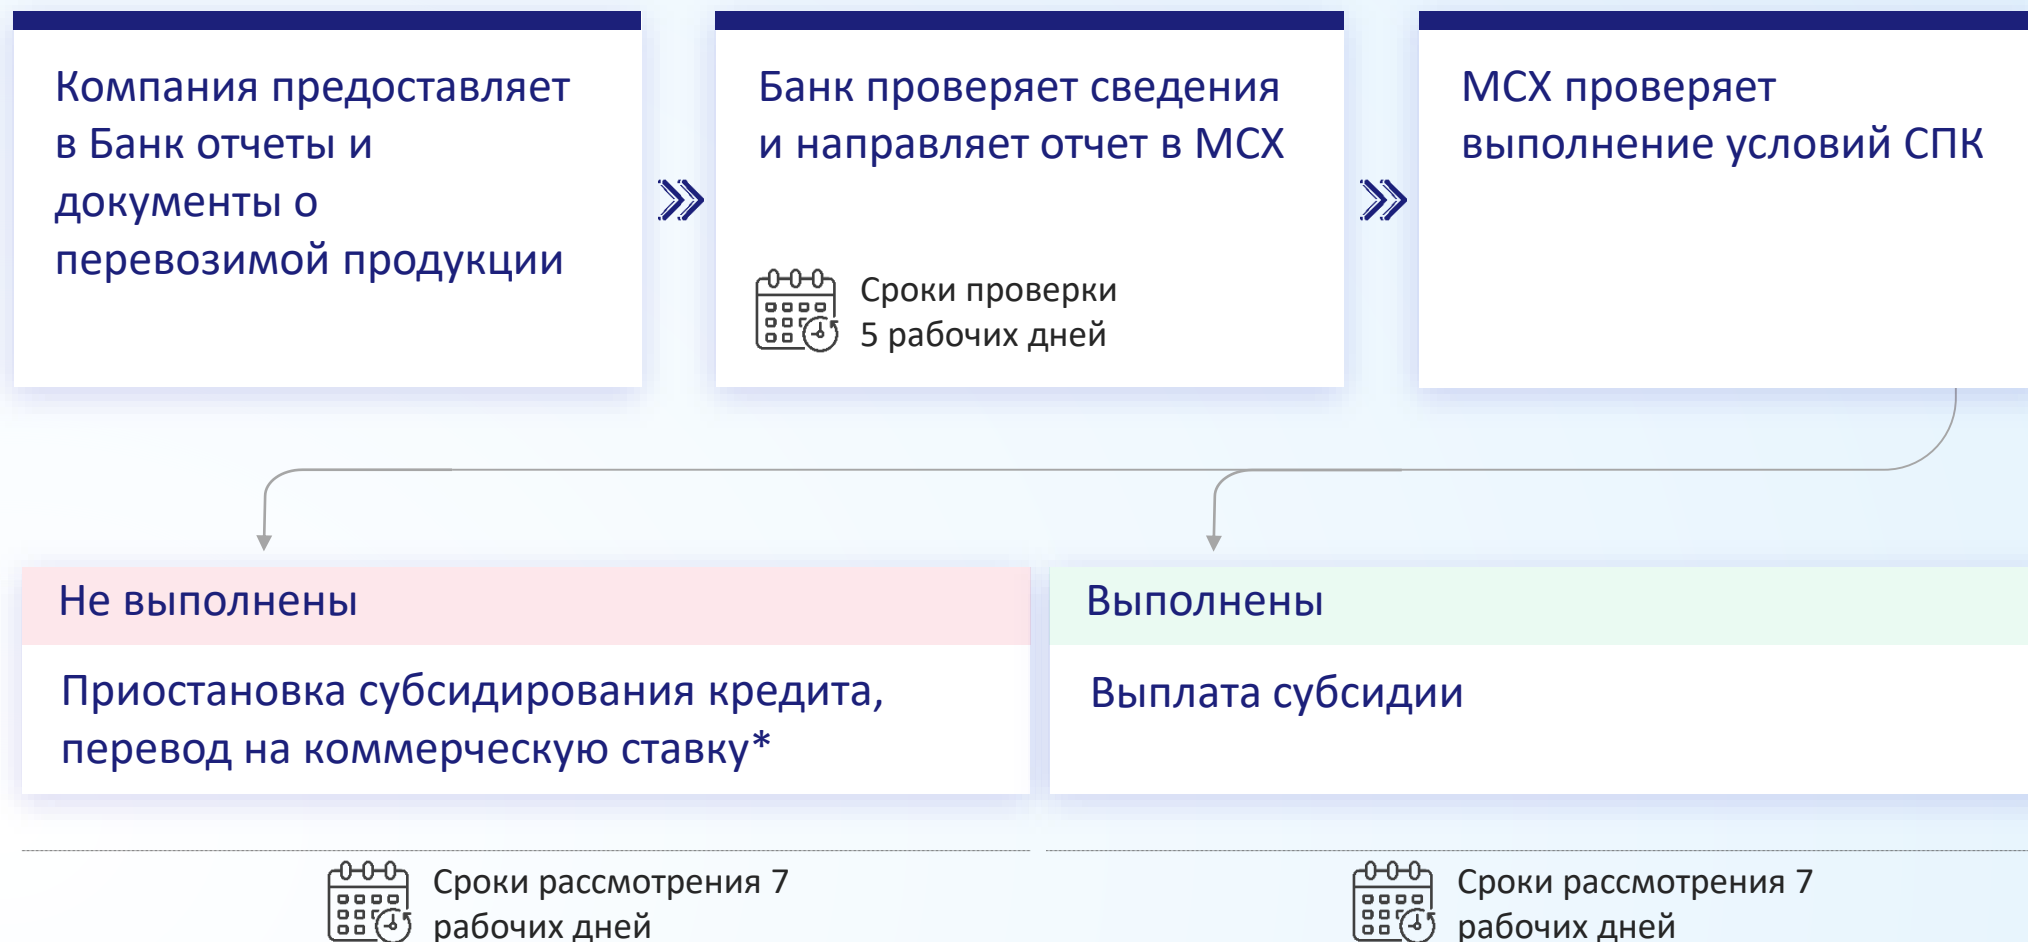 Компания предоставляет
в Банк отчеты и
документы о
перевозимой продукции
Банк проверяет сведения
и направляет отчет в МСХ
Сроки проверки
5 рабочих дней
МСХ проверяет
выполнение условий СПК
Не выполнены
Приостановка субсидирования кредита,
перевод на коммерческую ставку*
Сроки рассмотрения 7
рабочих дней
Выполнены
Выплата субсидии
Сроки рассмотрения 7
рабочих дней